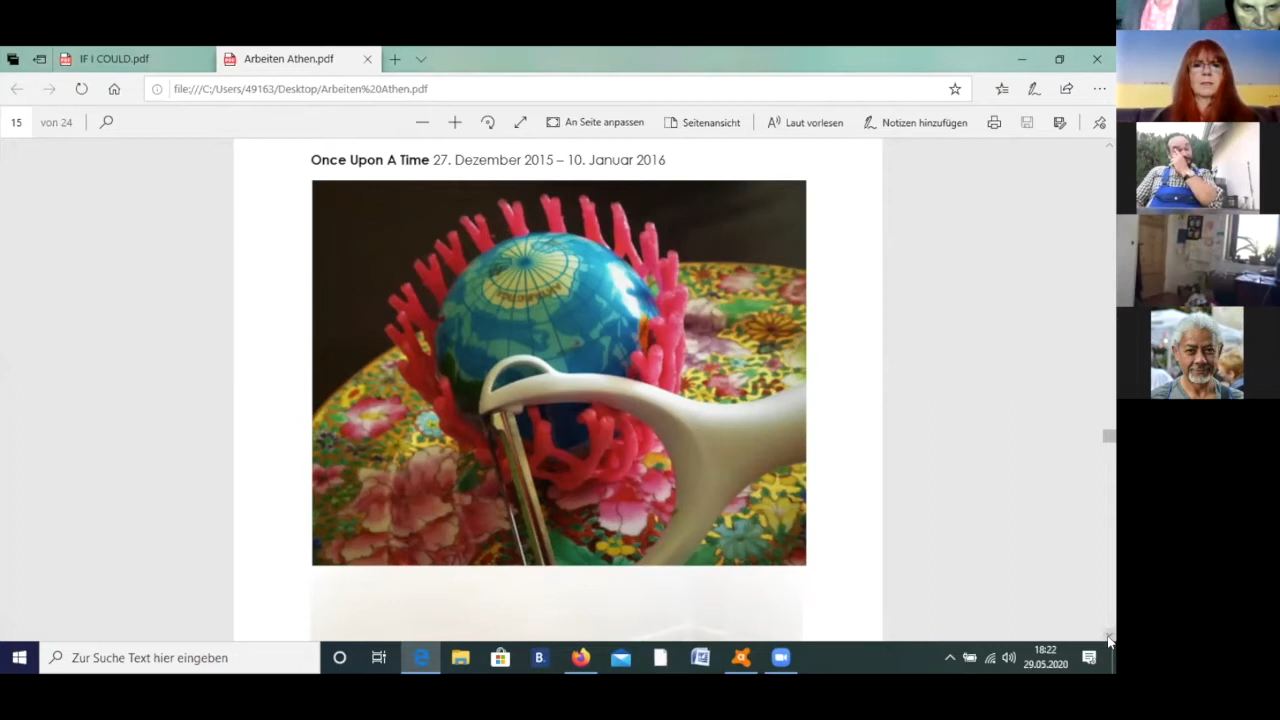 IF I COULD.pdf
Arbeiten Athen.pdf
file:///C:/Users/49163/Desktop/Arbeiten%20Athen.pdf
15 von 24
An Seite anpassen
Seitenansicht
Laut vorlesen
Notizen hinzufügen
Once Upon A Time 27. Dezember 2015 – 10. Januar 2016
Zur Suche Text hier eingeben
B.
18:22
29.05.2020